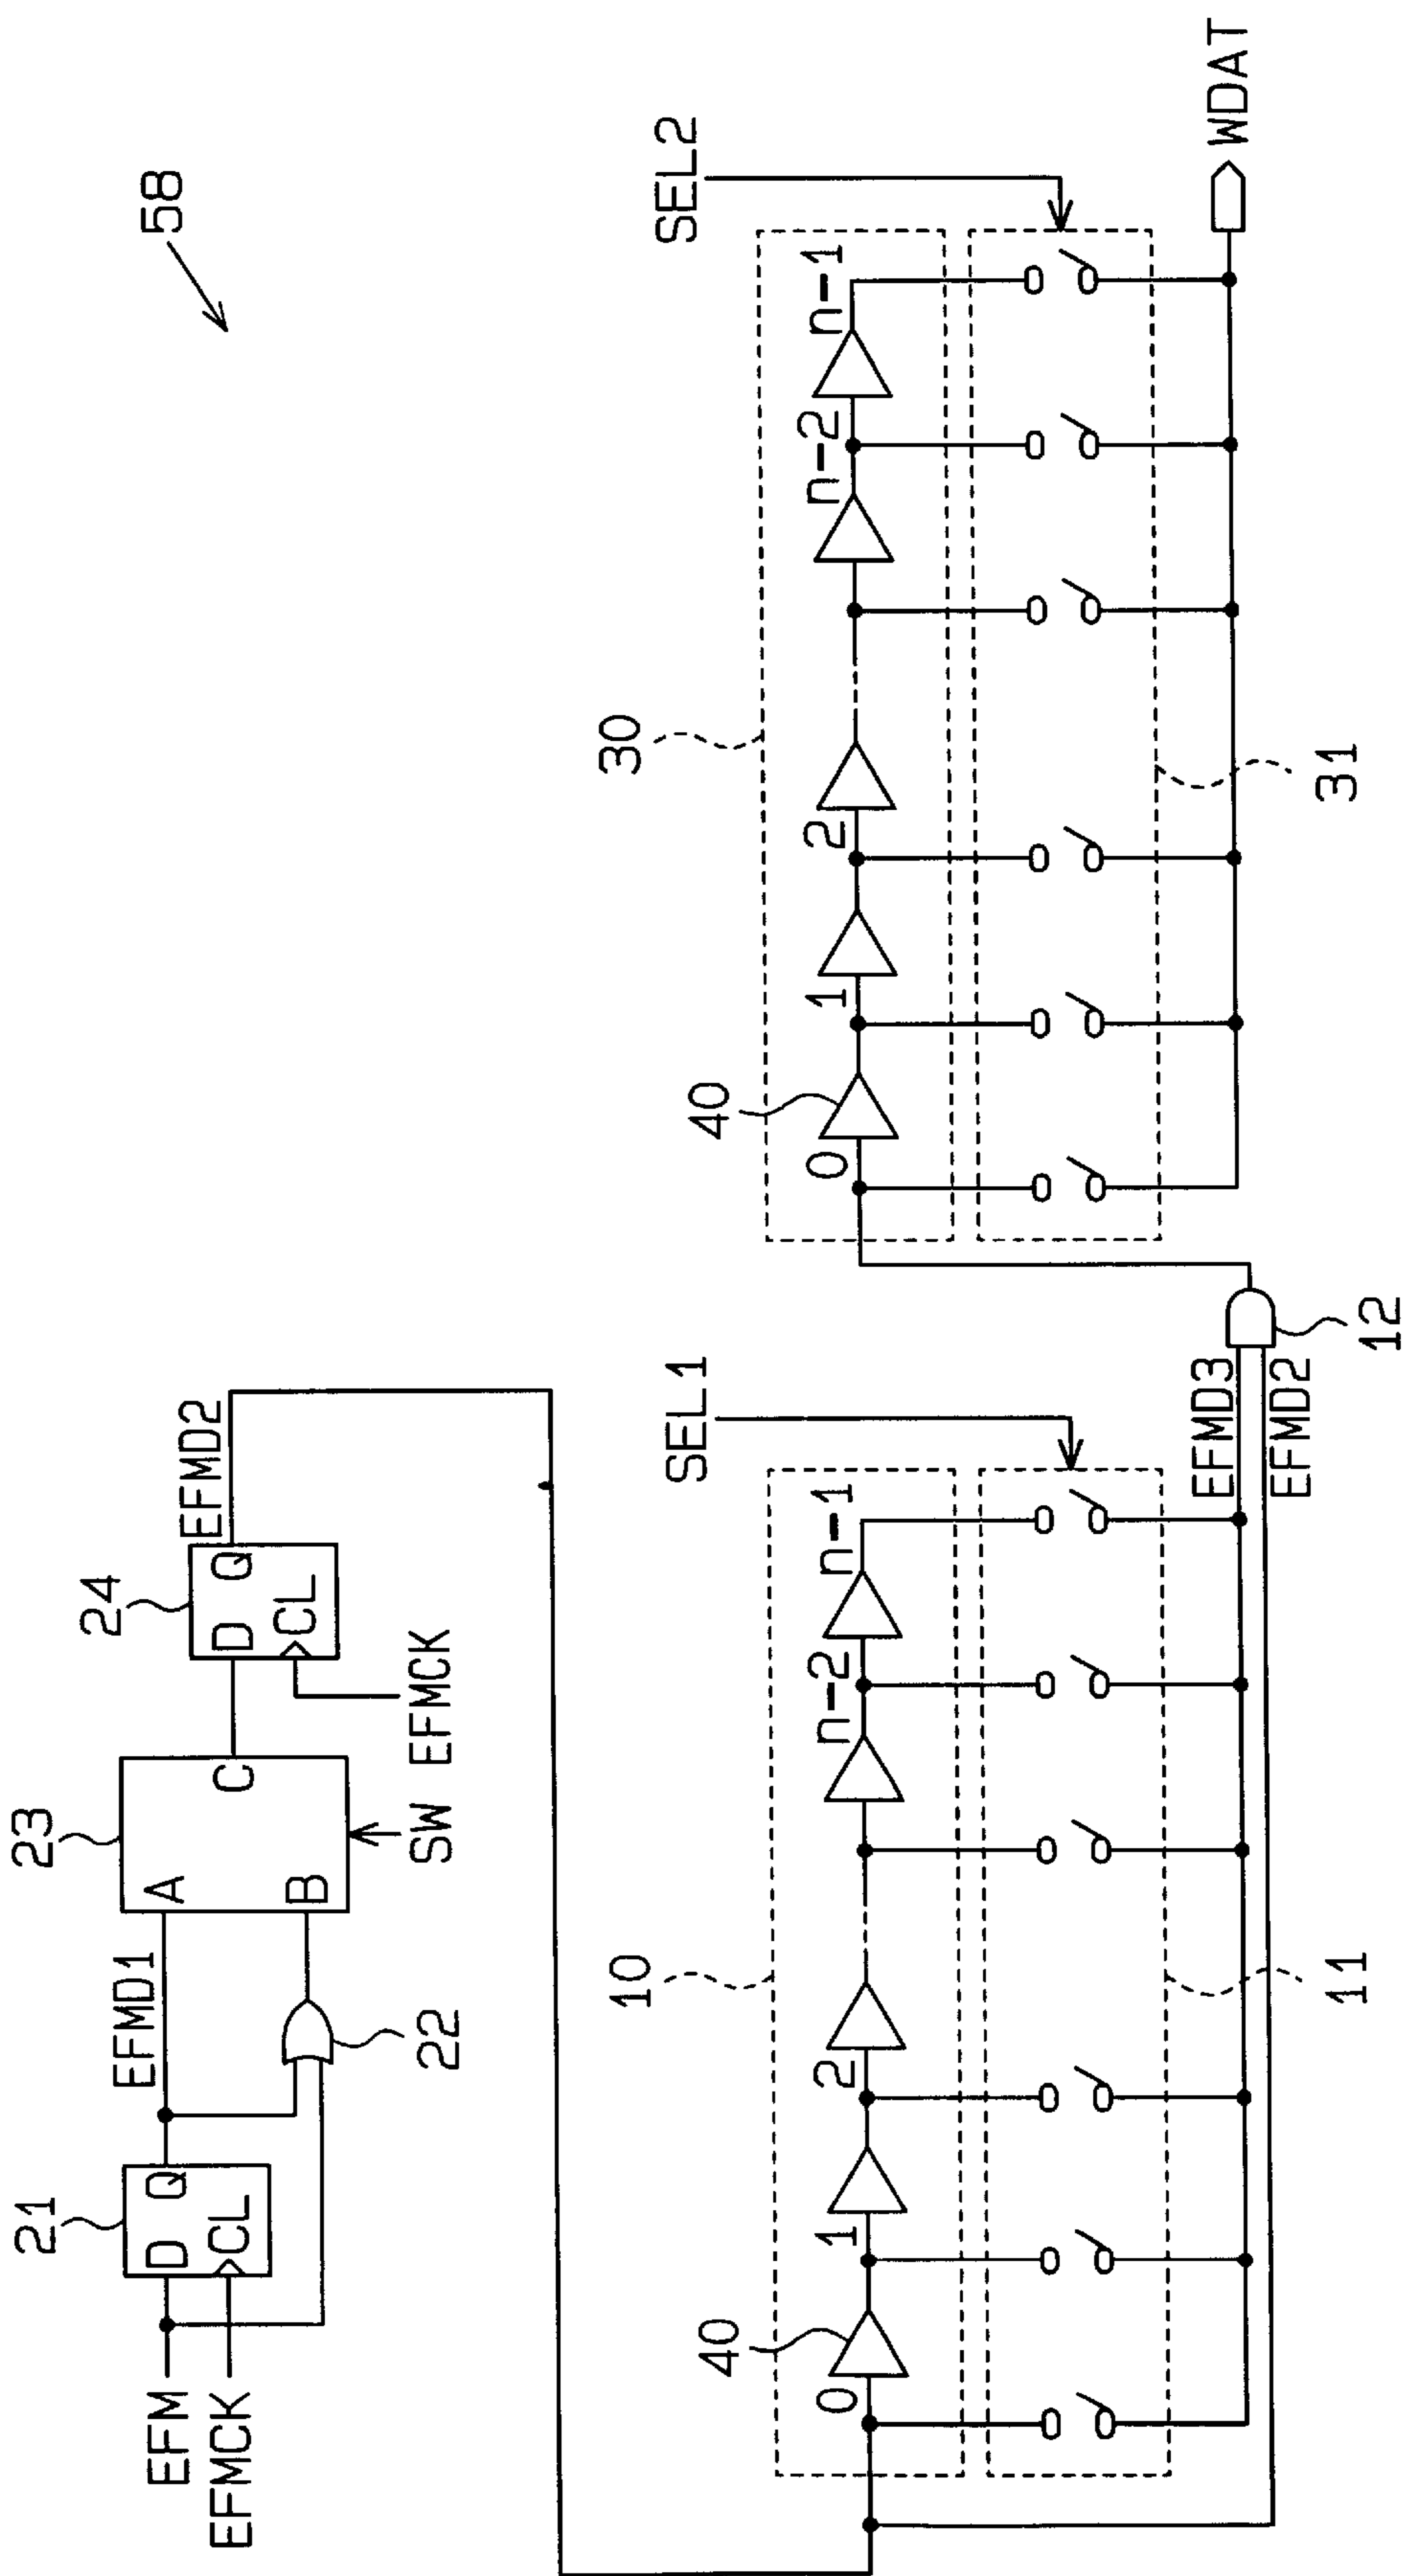 58
21
EFM
EFMCK
D Q
CL
EFMD1
22
23
A
B
C
SW
24
D Q
CL
EFMCK
EFMD2
10
40
0
1
2
n-2
n-1
SEL1
11
EFMD3
EFMD2
12
30
40
0
1
2
n-2
n-1
SEL2
31
WDAT